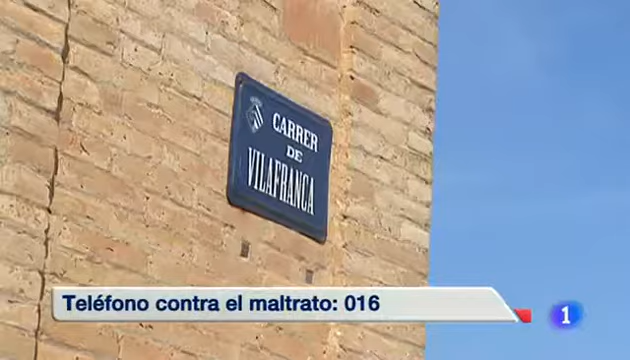 CARRER
DE
VILAFRANCA
Teléfono contra el maltrato: 016
1